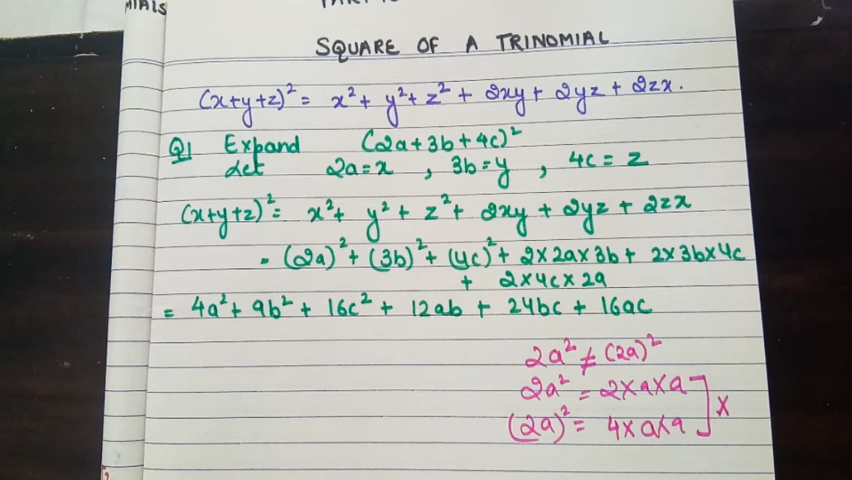 MIALS
SQUARE OF A TRINOMIAL
(x+y+z)² = x² + y² + z² + 2xy + 2yz + 2zx.
Q1 Expand (2a+3b+4c)²
Let 2a=x , 3b=y , 4c=z
(x+y+z)² = x² + y² + z² + 2xy + 2yz + 2zx
= (2a)² + (3b)² + (4c)² + 2×2a×3b + 2×3b×4c
+ 2×4c×2a
= 4a² + 9b² + 16c² + 12ab + 24bc + 16ac
2a² ≠ (2a)²
2a² = 2×a×a
(2a)² = 4×a×a ] X